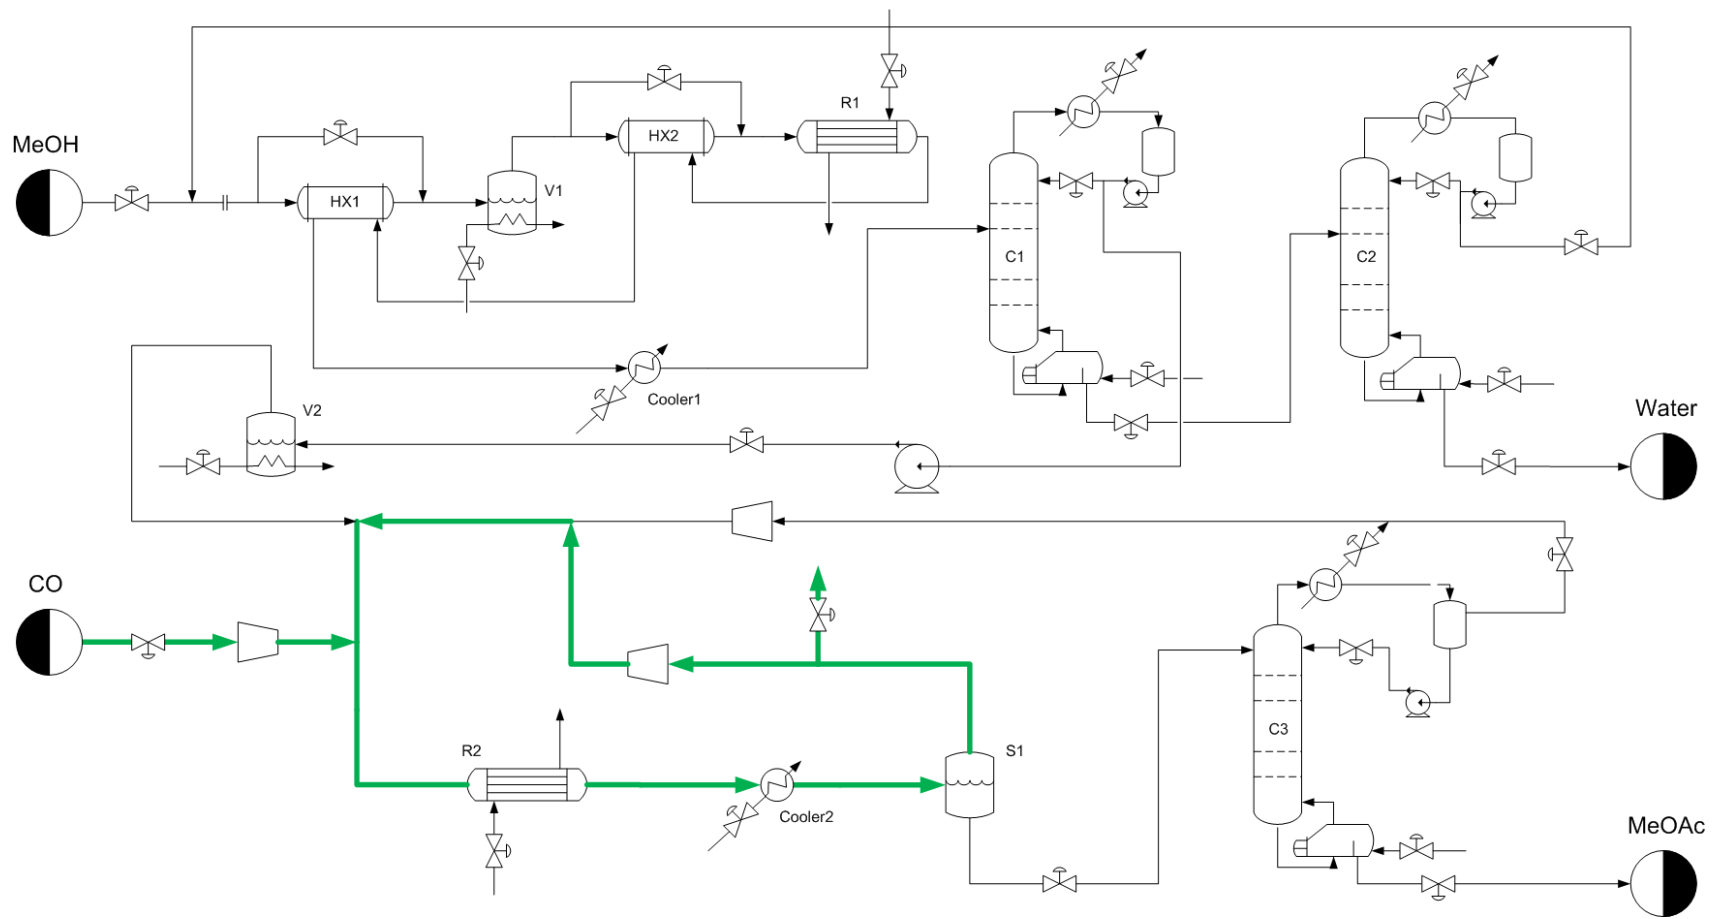 R1
MeOH
HX2
V1
HX1
C1
C2
Cooler1
V2
Water
CO
C3
R2
S1
Cooler2
MeOAc